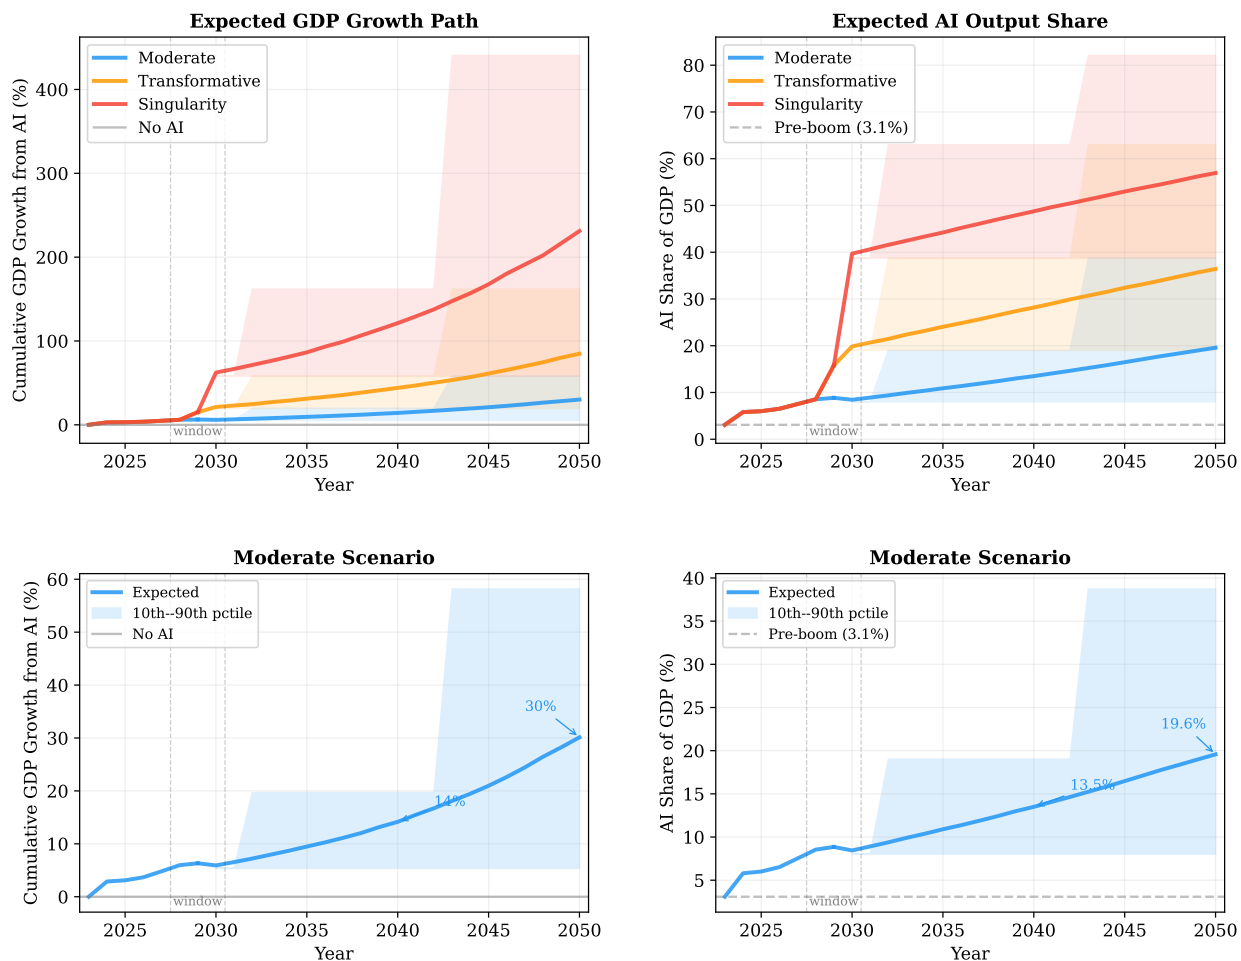 Expected GDP Growth Path
Cumulative GDP Growth from AI (%)
400
300
200
100
0
Moderate
Transformative
Singularity
No AI
window
2025 2030 2035 2040 2045 2050
Year
Expected AI Output Share
AI Share of GDP (%)
80
70
60
50
40
30
20
10
0
Moderate
Transformative
Singularity
Pre-boom (3.1%)
window
2025 2030 2035 2040 2045 2050
Year
Moderate Scenario
Cumulative GDP Growth from AI (%)
60
50
40
30
20
10
0
Expected
10th--90th pctile
No AI
30%
14%
window
2025 2030 2035 2040 2045 2050
Year
Moderate Scenario
AI Share of GDP (%)
40
35
30
25
20
15
10
5
Expected
10th--90th pctile
Pre-boom (3.1%)
19.6%
13.5%
window
2025 2030 2035 2040 2045 2050
Year